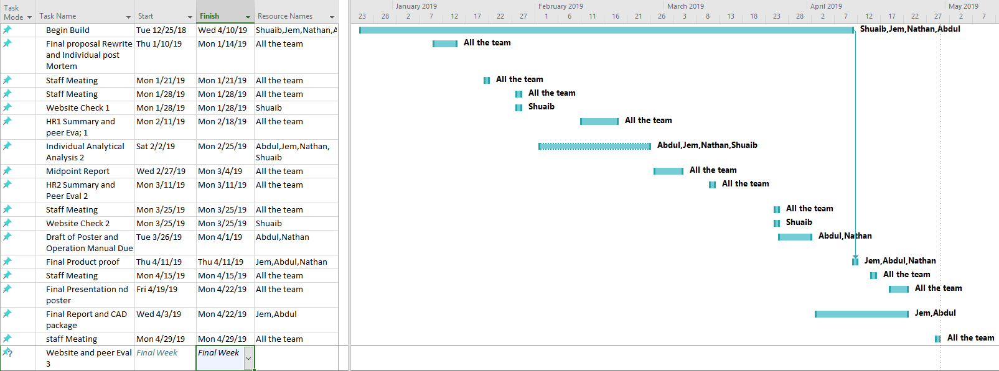 Task Mode Task Name Start Finish Resource Names
January 2019 February 2019 March 2019 April 2019 May 2019
23 28 2 7 12 17 22 27 1 6 11 16 21 26 3 8 13 18 23 28 2 7 12 17 22 27 2 7
Begin Build Tue 12/25/18 Wed 4/10/19 Shuaib,Jem,Nathan,A
Shuaib,Jem,Nathan,Abdul
Final proposal Rewrite Thu 1/10/19 Mon 1/14/19 All the team
and Individual post
Mortem
All the team
Staff Meating Mon 1/21/19 Mon 1/21/19 All the team
All the team
Staff Meating Mon 1/28/19 Mon 1/28/19 All the team
All the team
Website Check 1 Mon 1/28/19 Mon 1/28/19 Shuaib
Shuaib
HR1 Summary and Mon 2/11/19 Mon 2/18/19 All the team
peer Eva; 1
All the team
Individual Analytical Sat 2/2/19 Mon 2/25/19 Abdul,Jem,Nathan,
Analysis 2 Shuaib
Abdul,Jem,Nathan,Shuaib
Midpoint Report Wed 2/27/19 Mon 3/4/19 All the team
All the team
HR2 Summary and Mon 3/11/19 Mon 3/11/19 All the team
Peer Eval 2
All the team
Staff Meating Mon 3/25/19 Mon 3/25/19 All the team
All the team
Website Check 2 Mon 3/25/19 Mon 3/25/19 Shuaib
Shuaib
Draft of Poster and Tue 3/26/19 Mon 4/1/19 Abdul,Nathan
Operation Manual Due
Abdul,Nathan
Final Product proof Thu 4/11/19 Thu 4/11/19 Jem,Abdul,Nathan
Jem,Abdul,Nathan
Staff Meating Mon 4/15/19 Mon 4/15/19 All the team
All the team
Final Presentation nd Fri 4/19/19 Mon 4/22/19 All the team
poster
All the team
Final Report and CAD Wed 4/3/19 Mon 4/22/19 Jem,Abdul
package
Jem,Abdul
staff Meating Mon 4/29/19 Mon 4/29/19 All the team
All the team
Website and peer Eval Final Week Final Week
3